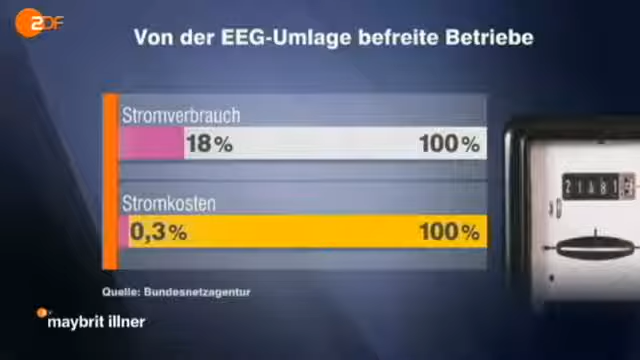 ZDF
Von der EEG-Umlage befreite Betriebe
Stromverbrauch
18% 100%
Stromkosten
0,3% 100%
Quelle: Bundesnetzagentur
maybrit illner